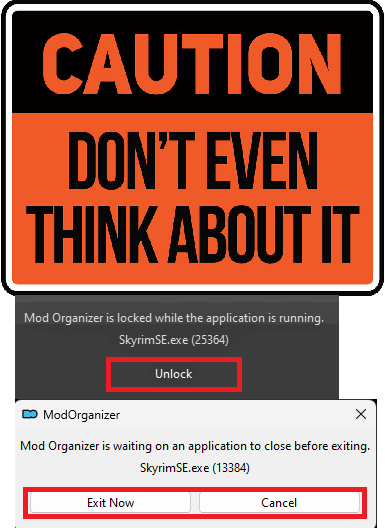 CAUTION
DON'T EVEN
THINK ABOUT IT
Mod Organizer is locked while the application is running.
SkyrimSE.exe (25364)
Unlock
ModOrganizer
Mod Organizer is waiting on an application to close before exiting.
SkyrimSE.exe (13384)
Exit Now Cancel